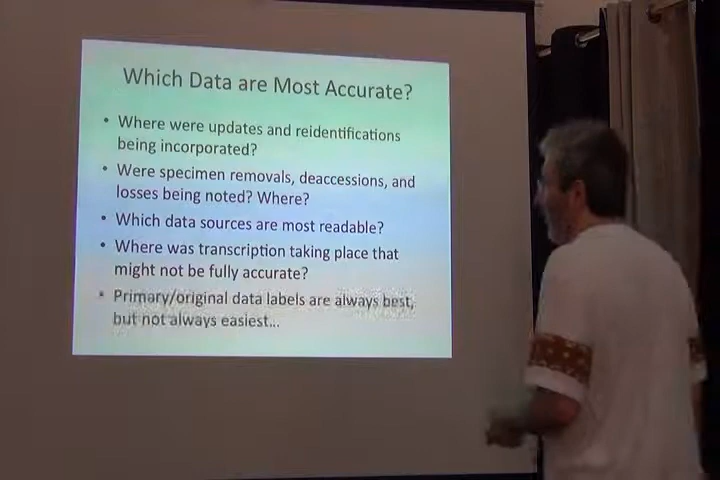 Which Data are Most Accurate?
• Where were updates and reidentifications
being incorporated?
• Were specimen removals, deaccessions, and
losses being noted? Where?
• Which data sources are most readable?
• Where was transcription taking place that
might not be fully accurate?
• Primary/original data labels are always best,
but not always easiest...